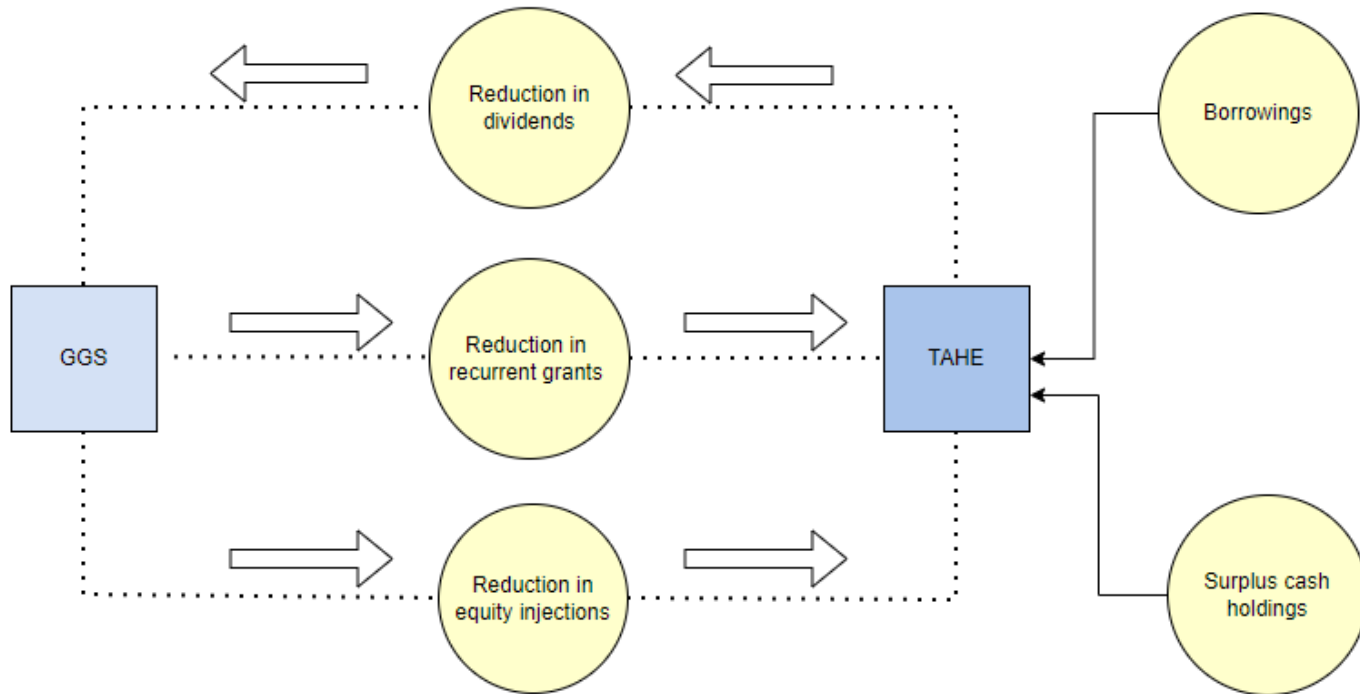 Reduction in
dividends
Borrowings
GGS
Reduction in
recurrent grants
TAHE
Reduction in
equity injections
Surplus cash
holdings